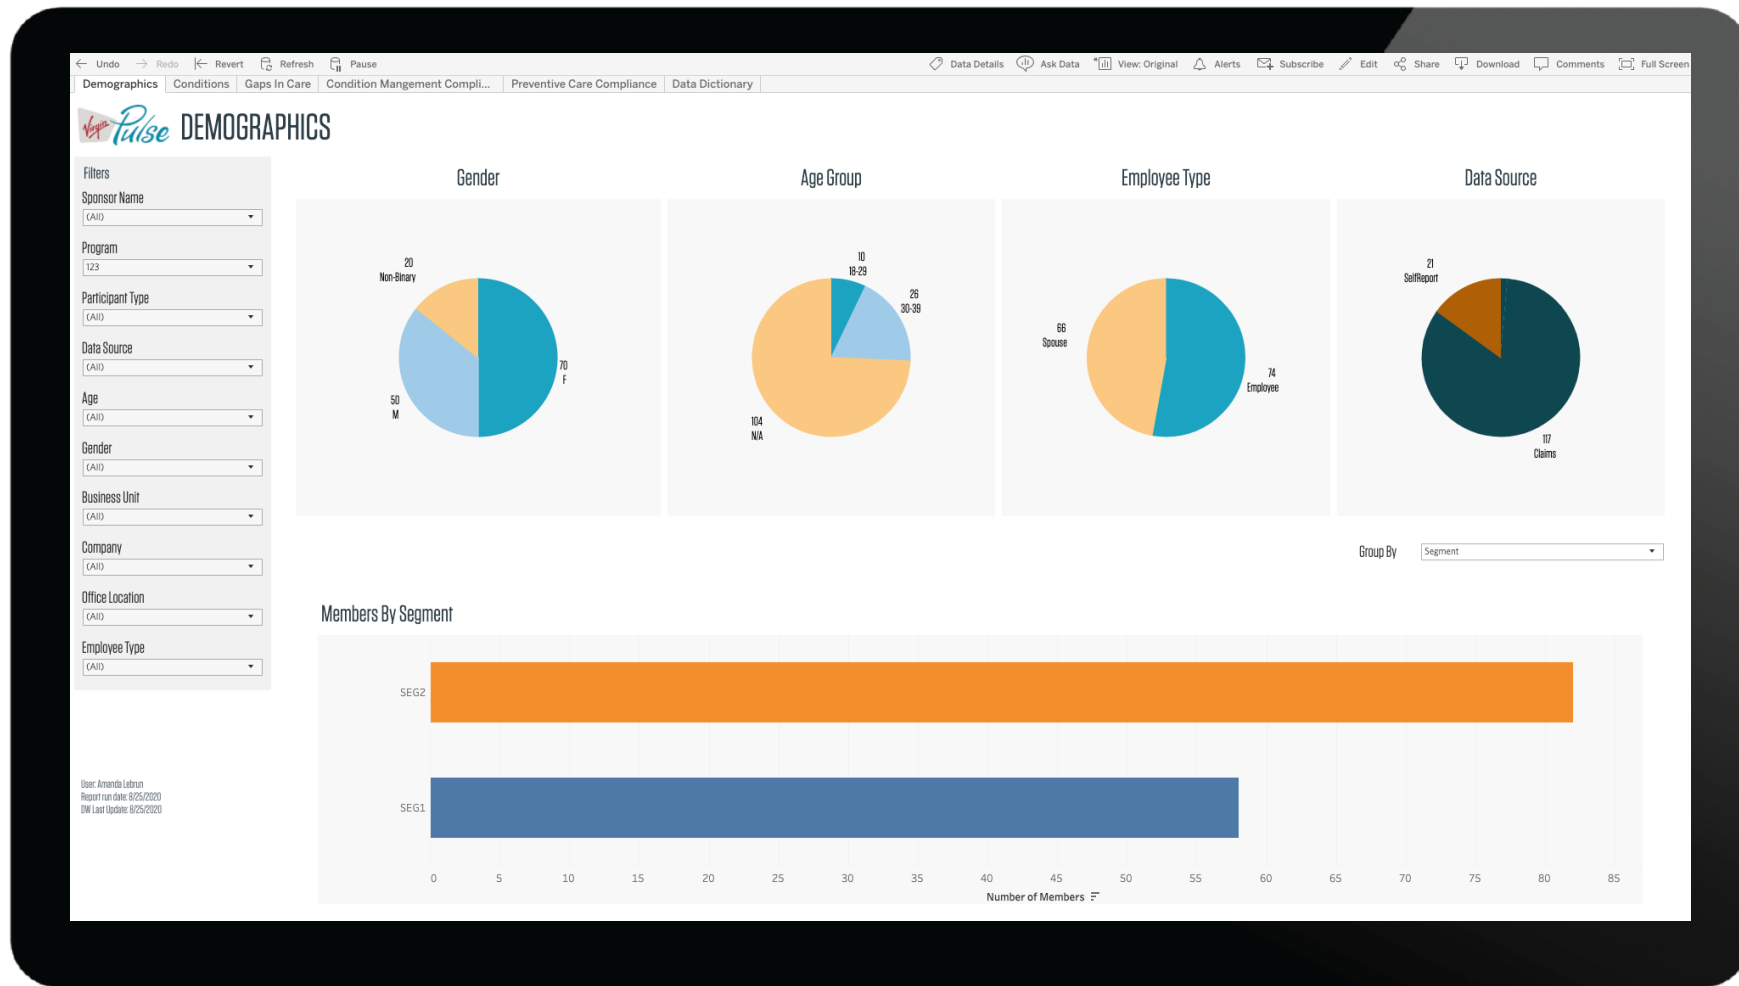 Undo Redo Revert Refresh Pause Data Details Ask Data View: Original Alerts Subscribe Edit Share Download Comments Full Screen
Demographics Conditions Gaps In Care Condition Mangement Compli... Preventive Care Compliance Data Dictionary
Virgin Pulse DEMOGRAPHICS
Filters
Sponsor Name
(All)
Program
123
Participant Type
(All)
Data Source
(All)
Age
(All)
Gender
(All)
Business Unit
(All)
Company
(All)
Office Location
(All)
Employee Type
(All)
User: Amanda Lebrun
Report run date: 8/25/2020
DW Last Update: 8/25/2020
Gender
20
Non-Binary
70
F
50
M
Age Group
10
18-29
26
30-39
104
N/A
Employee Type
66
Spouse
74
Employee
Data Source
21
SelfReport
117
Claims
Group By Segment
Members By Segment
SEG2
SEG1
0 5 10 15 20 25 30 35 40 45 50 55 60 65 70 75 80 85
Number of Members